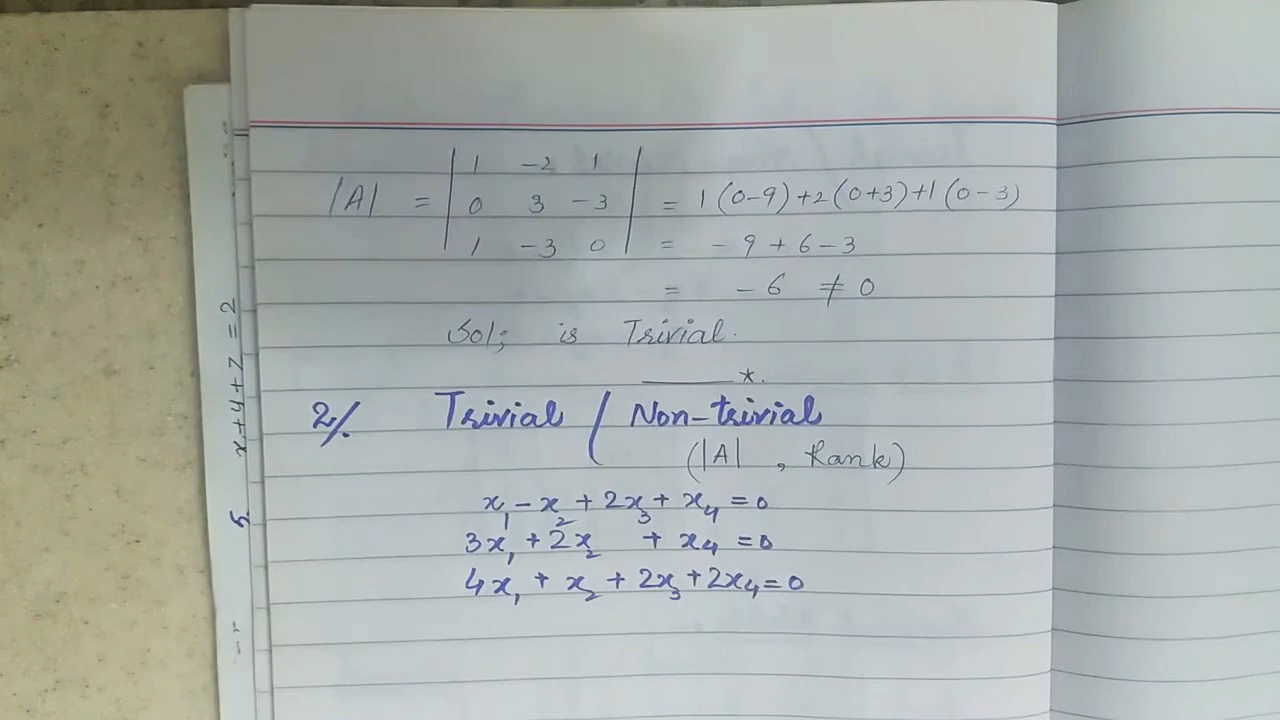 |A| = | 1 -2 1 | = 1(0-9)+2(0+3)+1(0-3)
| 0 3 -3 |
| 1 -3 0 | = -9+6-3
= -6 ≠ 0
Sol; is Trivial.
*.
2/. Trivial / Non-trivial
(|A| , Rank)
x₁ - x₂ + 2x₃ + x₄ = 0
3x₁ + 2x₂ + x₄ = 0
4x₁ + x₂ + 2x₃ + 2x₄ = 0
x+y+z=2
5